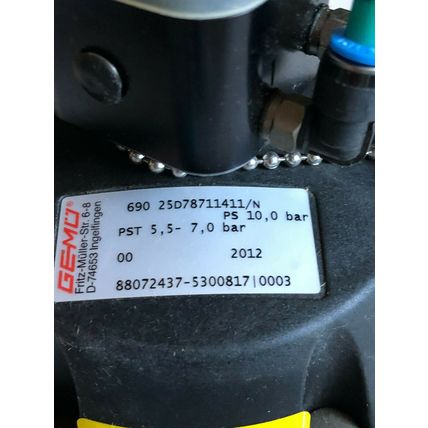 GEMÜ
Fritz-Müller-Str. 6-8
D-74653 Ingelfingen
690 25D78711411/N
PS 10,0 bar
PST 5,5- 7,0 bar
00 2012
88072437-5300817|0003